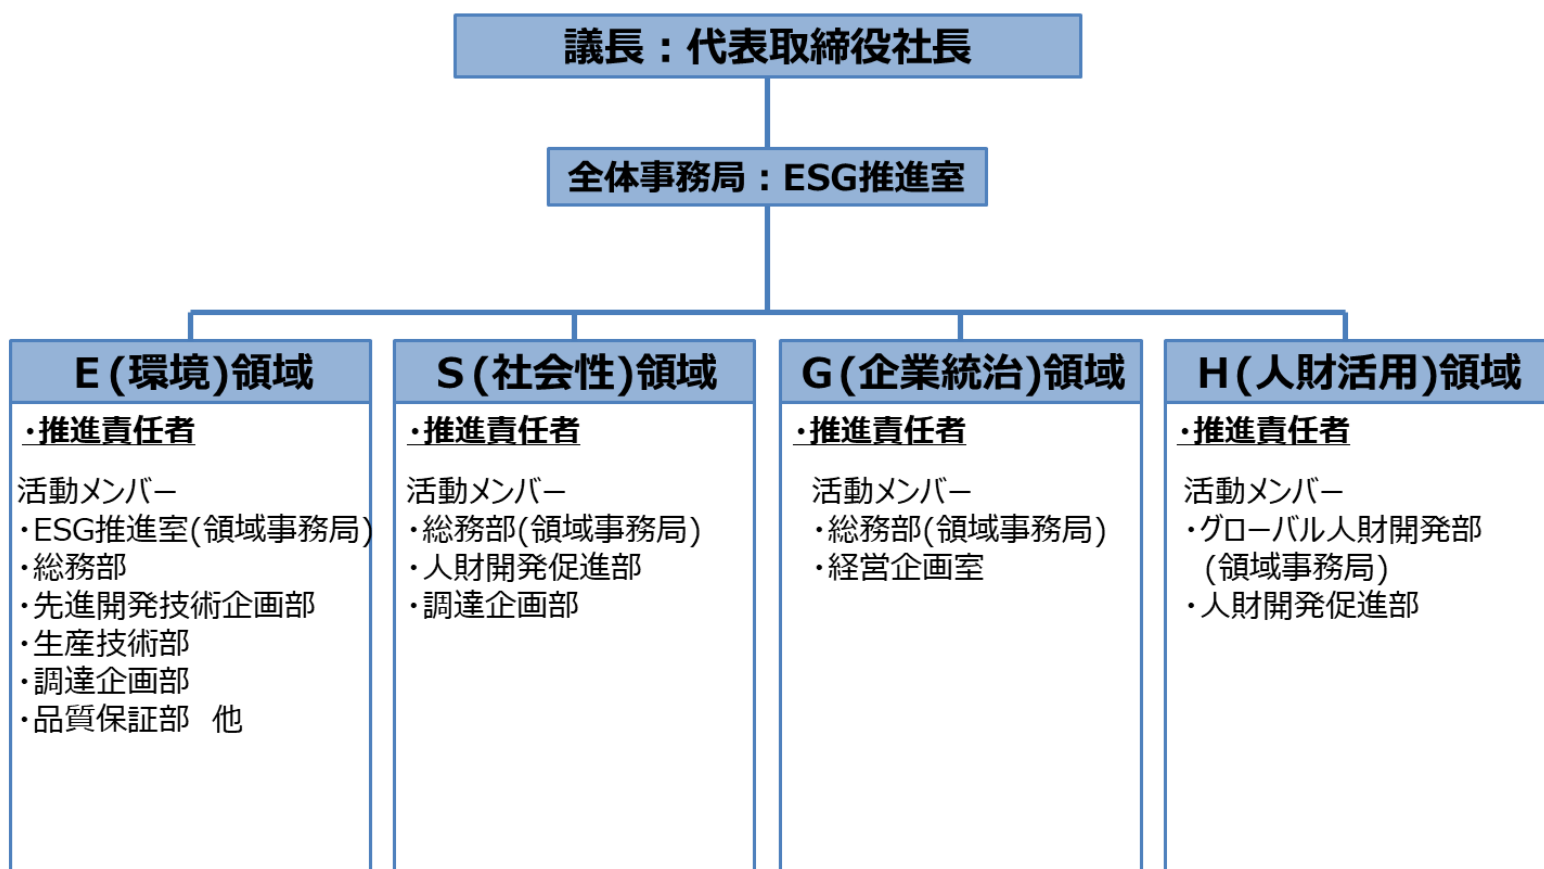 議長：代表取締役社長
全体事務局：ESG推進室
E(環境)領域
・推進責任者
活動メンバー
・ESG推進室(領域事務局)
・総務部
・先進開発技術企画部
・生産技術部
・調達企画部
・品質保証部　他
S(社会性)領域
・推進責任者
活動メンバー
・総務部(領域事務局)
・人財開発促進部
・調達企画部
G(企業統治)領域
・推進責任者
活動メンバー
・総務部(領域事務局)
・経営企画室
H(人財活用)領域
・推進責任者
活動メンバー
・グローバル人財開発部
(領域事務局)
・人財開発促進部